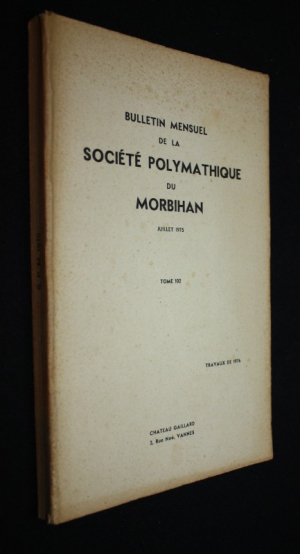 BULLETIN MENSUEL
DE LA
SOCIÉTÉ POLYMATHIQUE
DU
MORBIHAN
JUILLET 1975
TOME 102
TRAVAUX DE 1974
CHATEAU GAILLARD
2, Rue Noé, VANNES